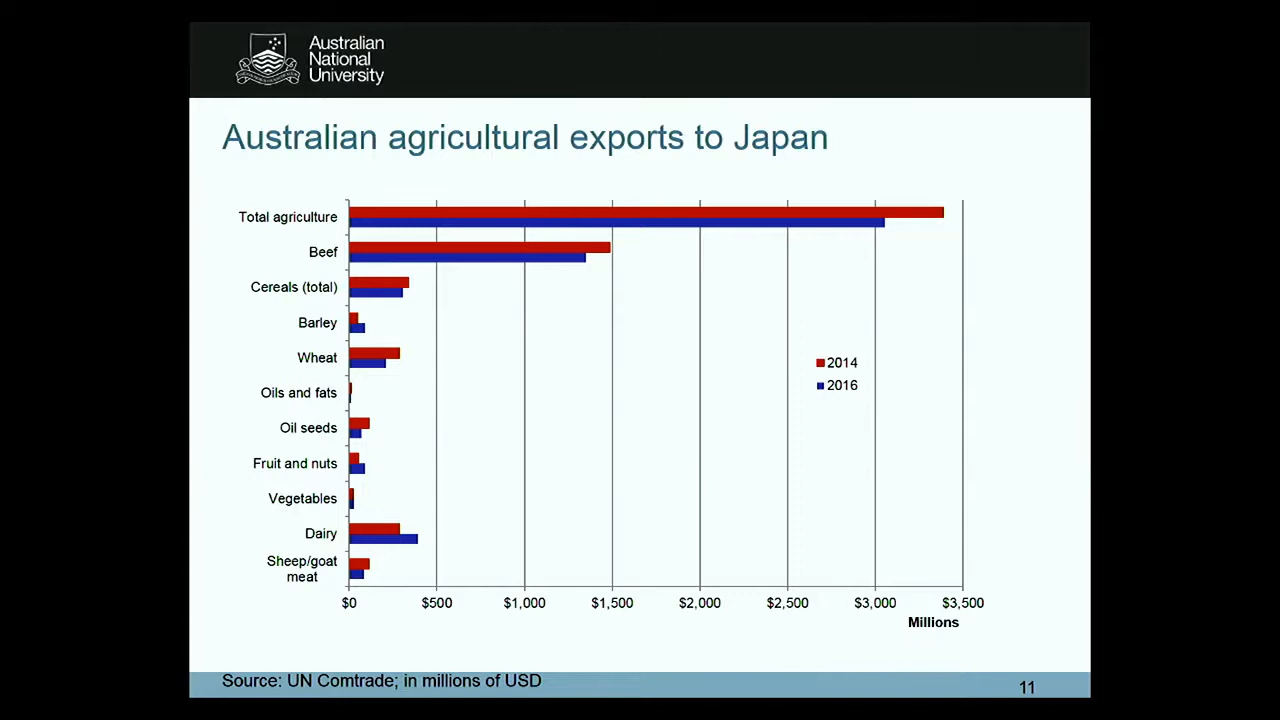 Australian
National
University
Australian agricultural exports to Japan
Total agriculture
Beef
Cereals (total)
Barley
Wheat
Oils and fats
Oil seeds
Fruit and nuts
Vegetables
Dairy
Sheep/goat
meat
2014
2016
$0 $500 $1,000 $1,500 $2,000 $2,500 $3,000 $3,500
Millions
Source: UN Comtrade; in millions of USD
11